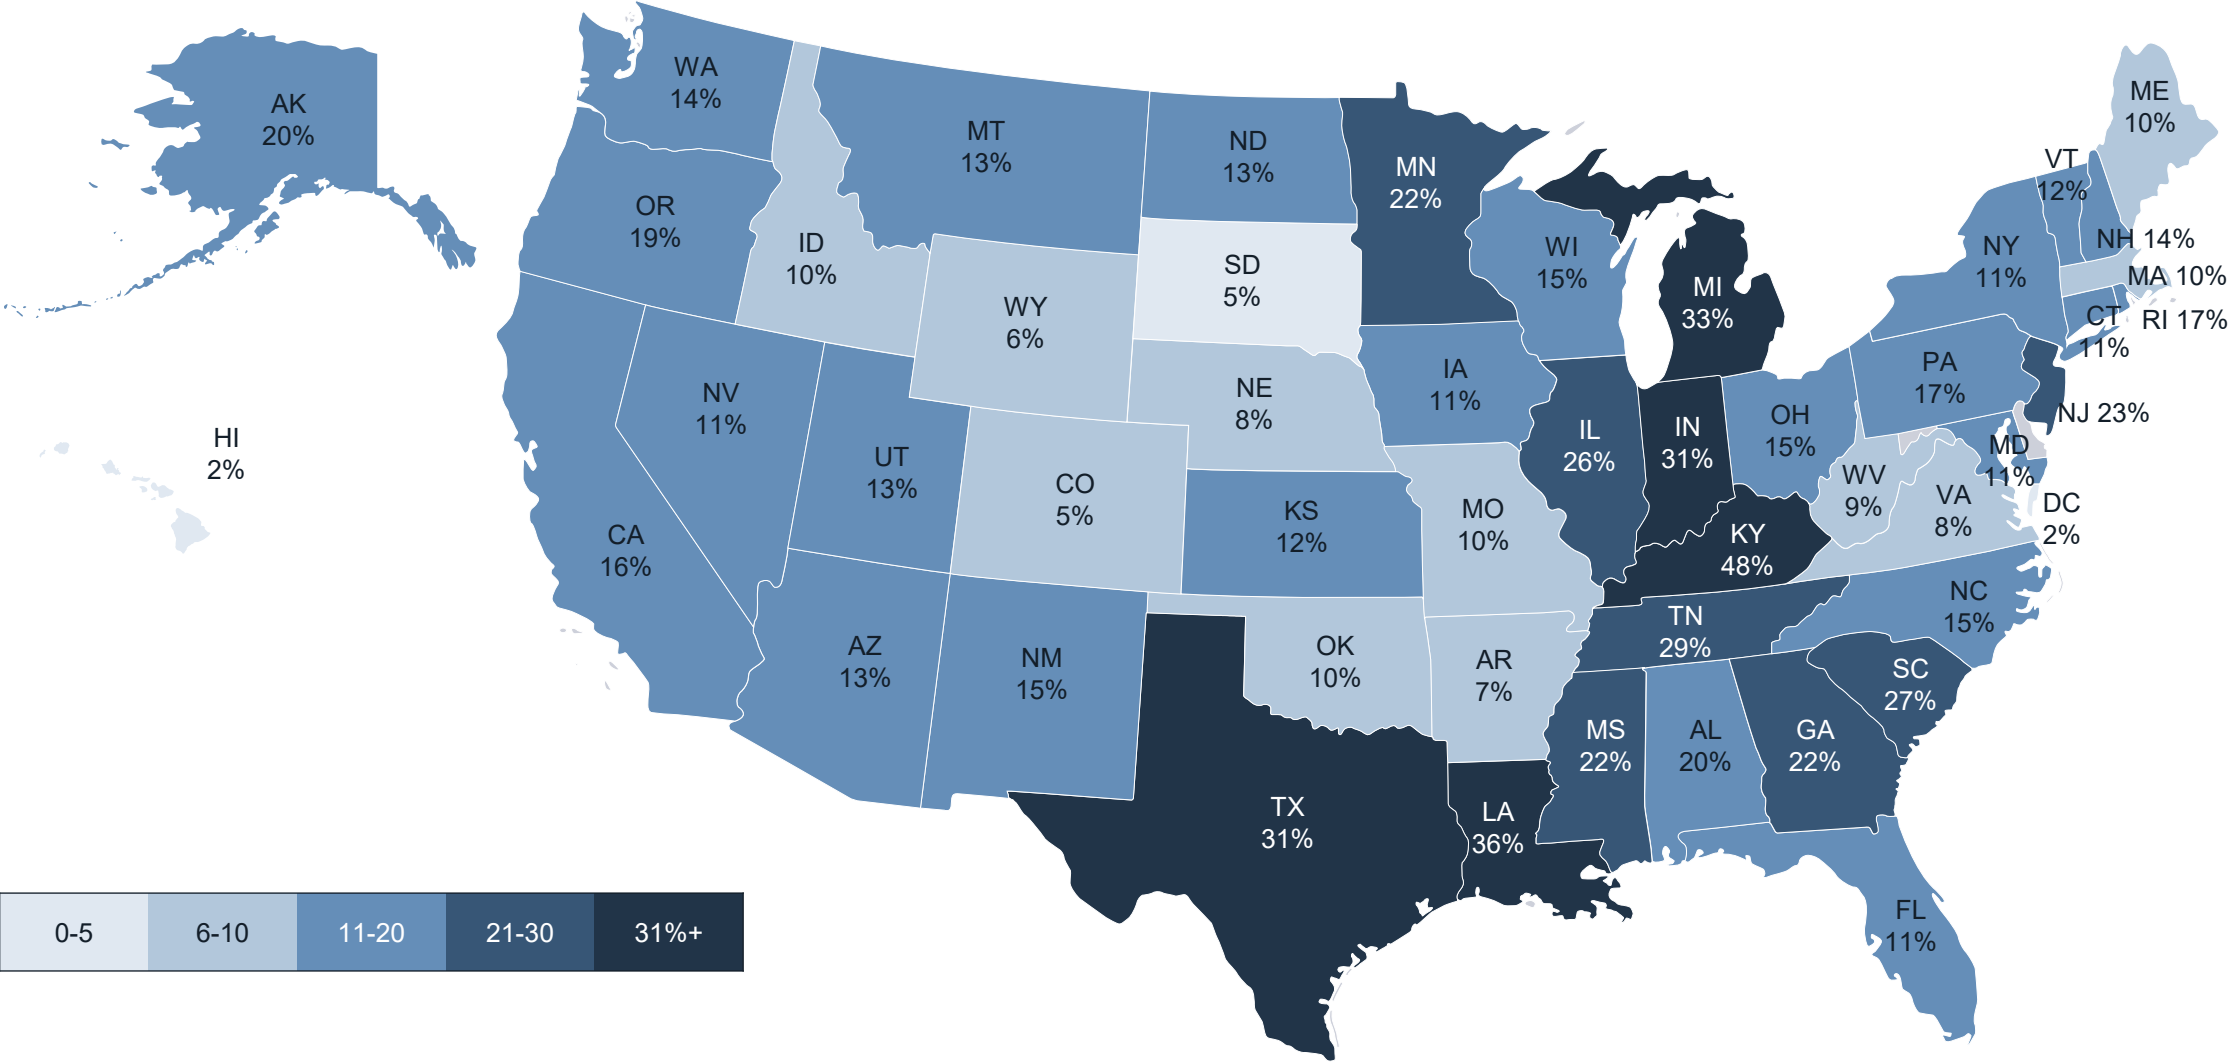 WA
14%
ME
10%
AK
20%
MT
13%
ND
13%
MN
22%
VT
12%
OR
19%
ID
10%
WI
15%
NY
11%
NH 14%
SD
5%
MA 10%
MI
33%
WY
6%
CT
11%
RI 17%
PA
17%
IA
11%
NE
8%
NV
11%
OH
15%
NJ 23%
IN
31%
IL
26%
HI
2%
MD
11%
UT
13%
CO
5%
WV
9%
VA
8%
DC
2%
KS
12%
MO
10%
CA
16%
KY
48%
NC
15%
TN
29%
AZ
13%
NM
15%
OK
10%
AR
7%
SC
27%
MS
22%
AL
20%
GA
22%
TX
31%
LA
36%
FL
11%
0-5
6-10
11-20
21-30
31%+